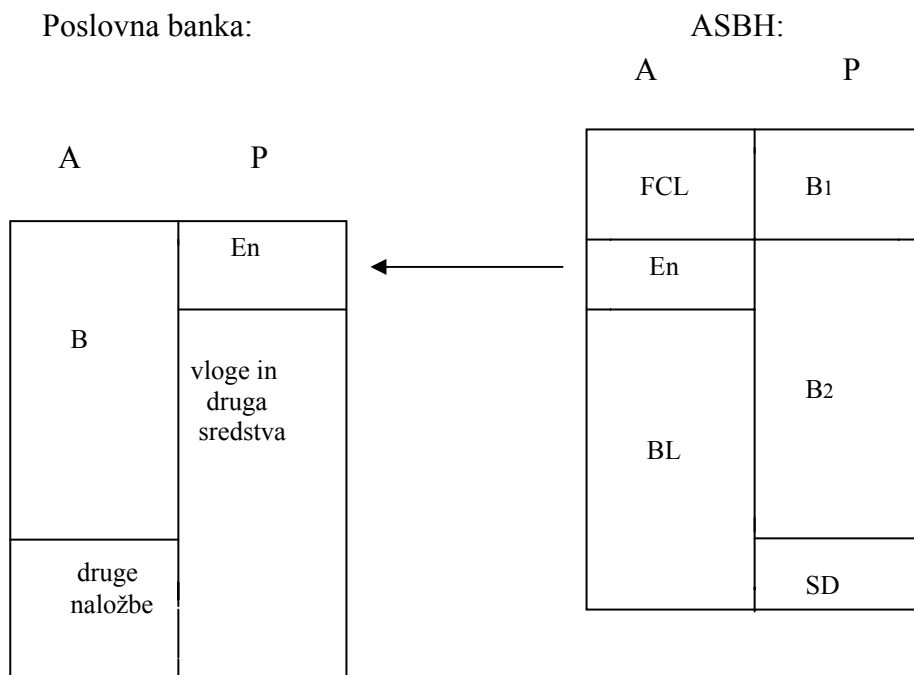 Poslovna banka:
A P
En
B
vloge in
druga
sredstva
druge
naložbe
ASBH:
A P
FCL B1
En
B2
BL
SD